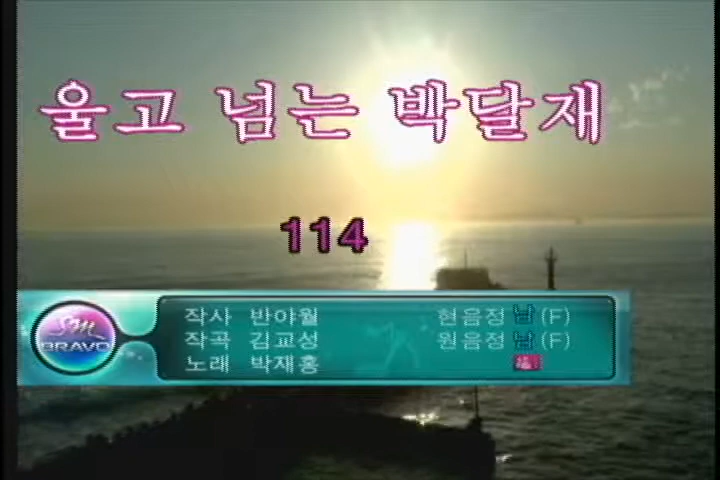 울고 넘는 박달재
114
작사 반야월 현음정 남(F)
작곡 김교성 원음정 남(F)
노래 박재홍
SM
BRAVO